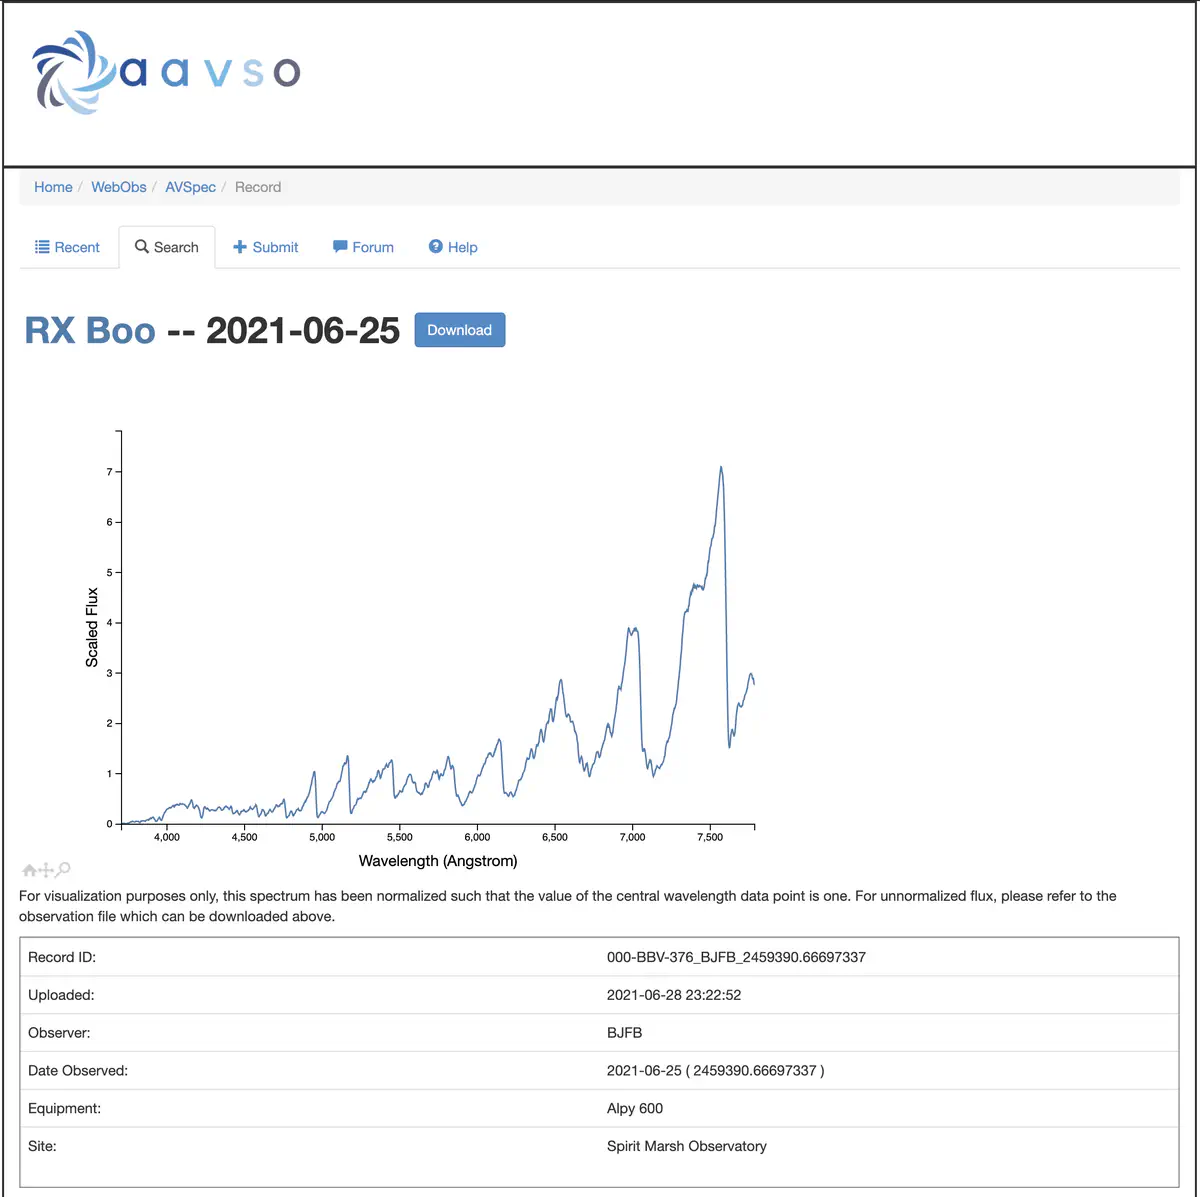 aavso
Home / WebObs / AVSpec / Record
Recent Search Submit Forum Help
RX Boo -- 2021-06-25 Download
7
6
5
4
3
2
1
0
Scaled Flux
4,000 4,500 5,000 5,500 6,000 6,500 7,000 7,500
Wavelength (Angstrom)
For visualization purposes only, this spectrum has been normalized such that the value of the central wavelength data point is one. For unnormalized flux, please refer to the
observation file which can be downloaded above.
Record ID: 000-BBV-376_BJFB_2459390.66697337
Uploaded: 2021-06-28 23:22:52
Observer: BJFB
Date Observed: 2021-06-25 ( 2459390.66697337 )
Equipment: Alpy 600
Site: Spirit Marsh Observatory